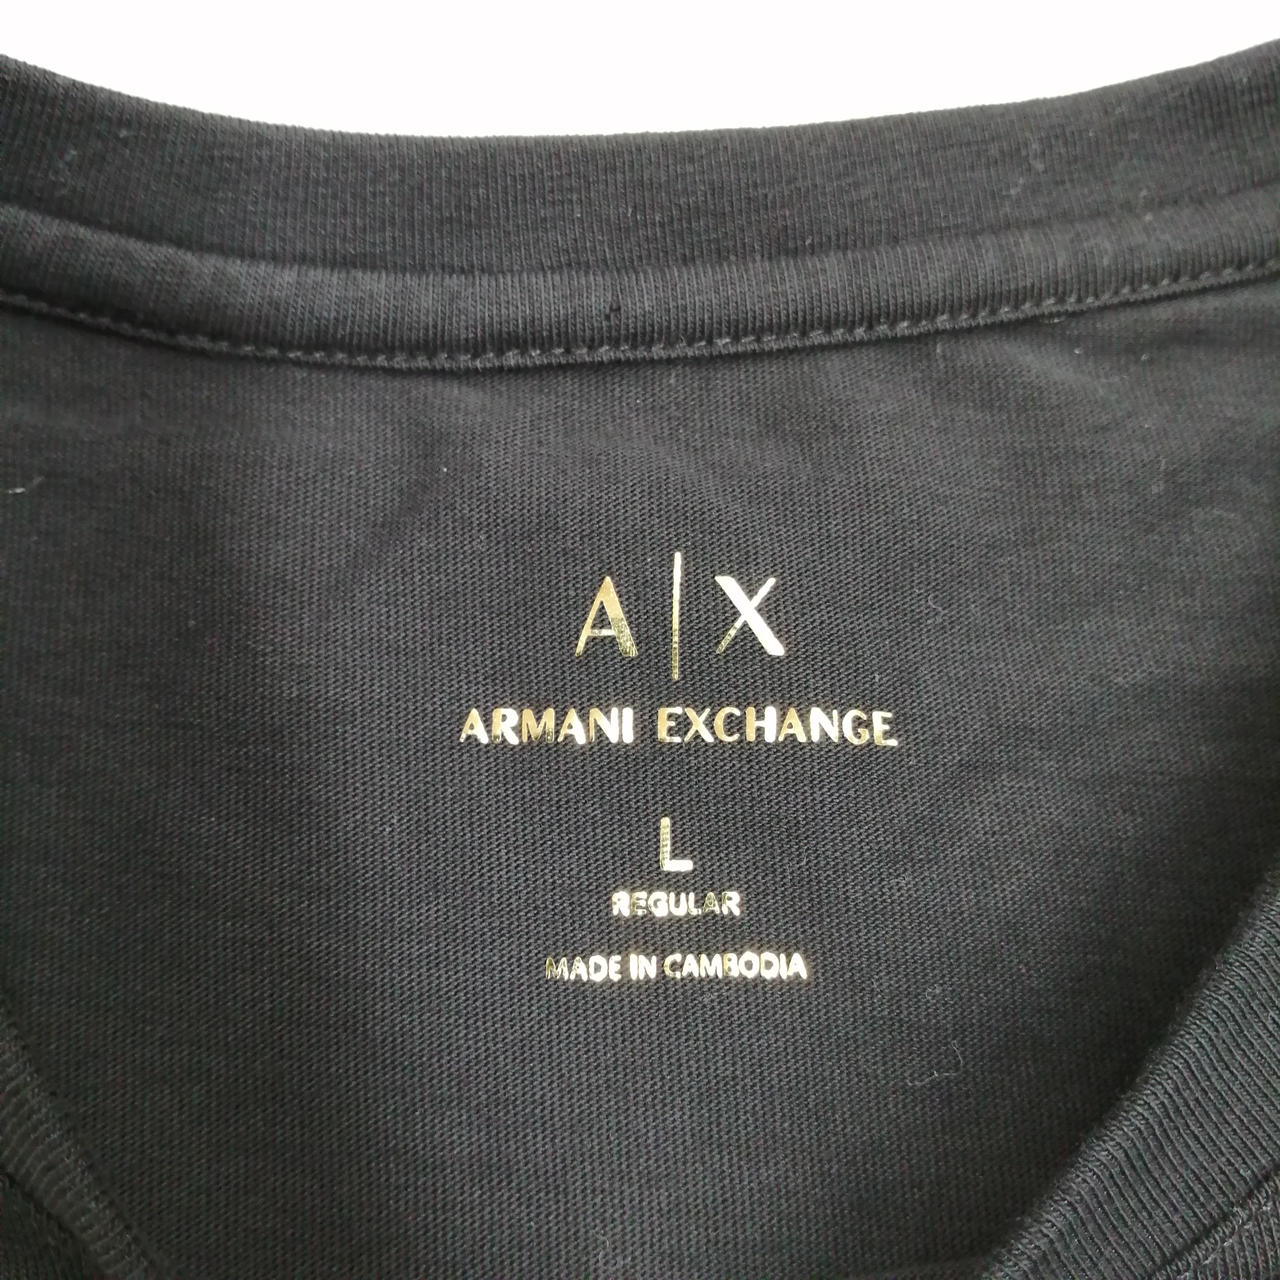 A|X
ARMANI EXCHANGE
L
REGULAR
MADE IN CAMBODIA